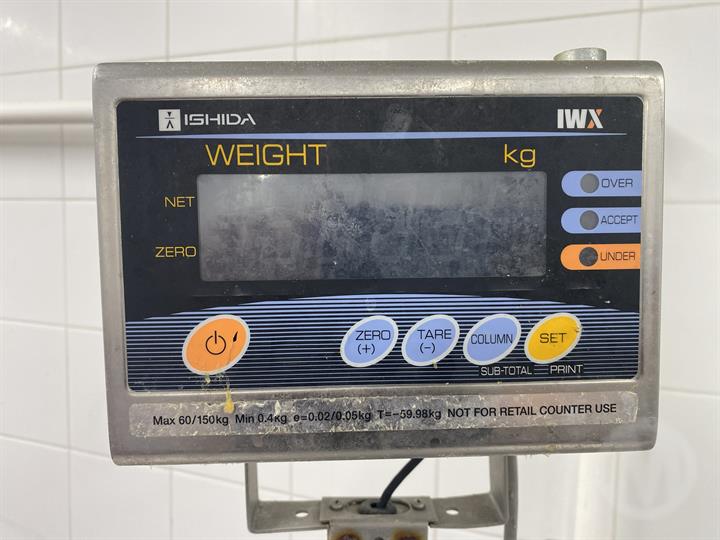 ISHIDA IWX
WEIGHT kg
NET
ZERO
OVER
ACCEPT
UNDER
ZERO (+)
TARE (-)
COLUMN
SET
SUB-TOTAL PRINT
Max 60/150kg Min 0.4kg e=0.02/0.05kg T=-59.98kg NOT FOR RETAIL COUNTER USE